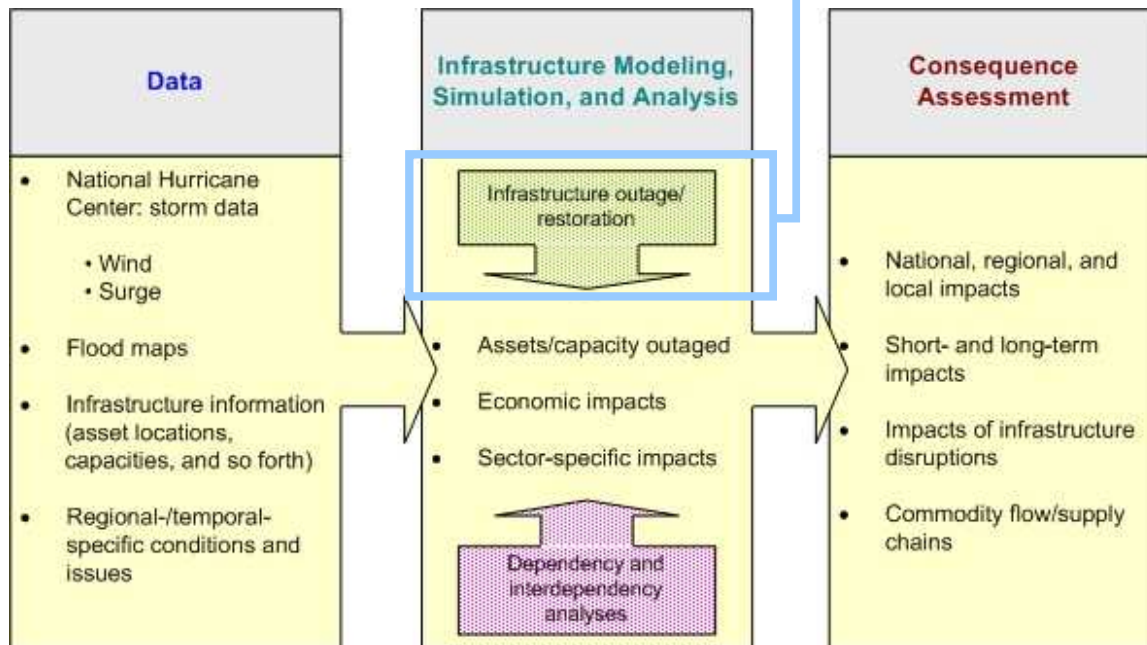 Data
• National Hurricane
Center: storm data
• Wind
• Surge
• Flood maps
• Infrastructure information
(asset locations,
capacities, and so forth)
• Regional-/temporal-
specific conditions and
issues
Infrastructure Modeling,
Simulation, and Analysis
Infrastructure outage/
restoration
• Assets/capacity outaged
• Economic impacts
• Sector-specific impacts
Dependency and
interdependency
analyses
Consequence
Assessment
• National, regional, and
local impacts
• Short- and long-term
impacts
• Impacts of infrastructure
disruptions
• Commodity flow/supply
chains